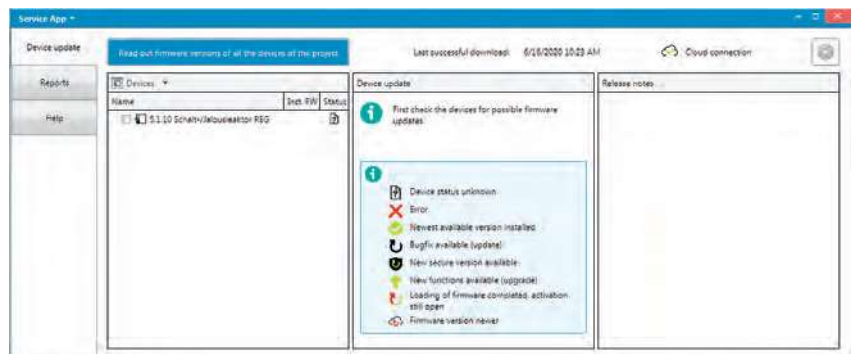 Service App
Device update
Read out firmware versions of all the devices of the project
Last successful download: 6/16/2020 10:23 AM
Cloud connection
Reports
Help
Devices
Name
Inst. FW
Status
5.1.10 Schalt-/Jalousieaktor REG
Device update
First check the devices for possible firmware
updates
Device status unknown
Error
Newest available version installed
Bugfix available (update)
New secure version available
New functions available (upgrade)
Loading of firmware completed, activation
still open
Firmware version newer
Release notes